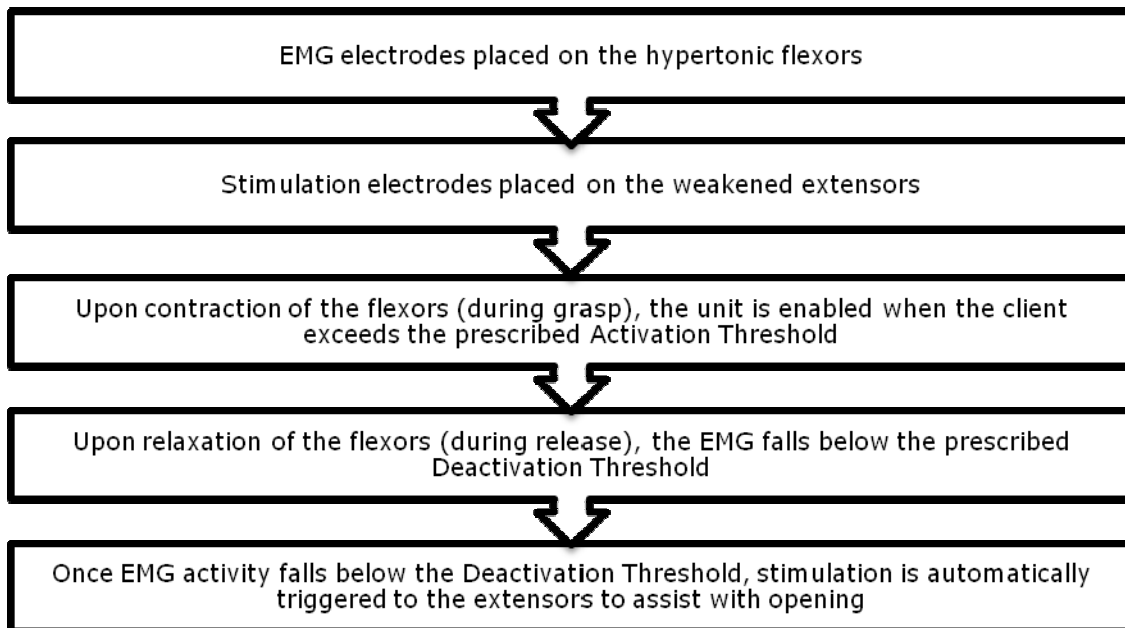 EMG electrodes placed on the hypertonic flexors
Stimulation electrodes placed on the weakened extensors
Upon contraction of the flexors (during grasp), the unit is enabled when the client
exceeds the prescribed Activation Threshold
Upon relaxation of the flexors (during release), the EMG falls below the prescribed
Deactivation Threshold
Once EMG activity falls below the Deactivation Threshold, stimulation is automatically
triggered to the extensors to assist with opening